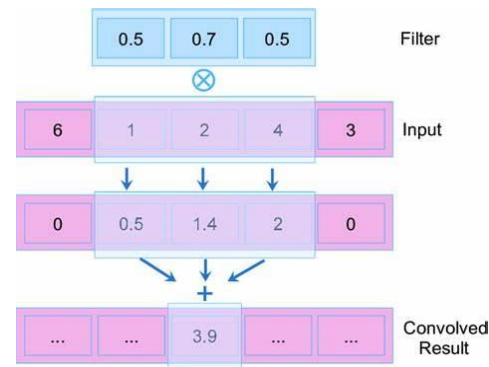 0.5 0.7 0.5 Filter
6 1 2 4 3 Input
0 0.5 1.4 2 0
+
... ... 3.9 ... ... Convolved
Result